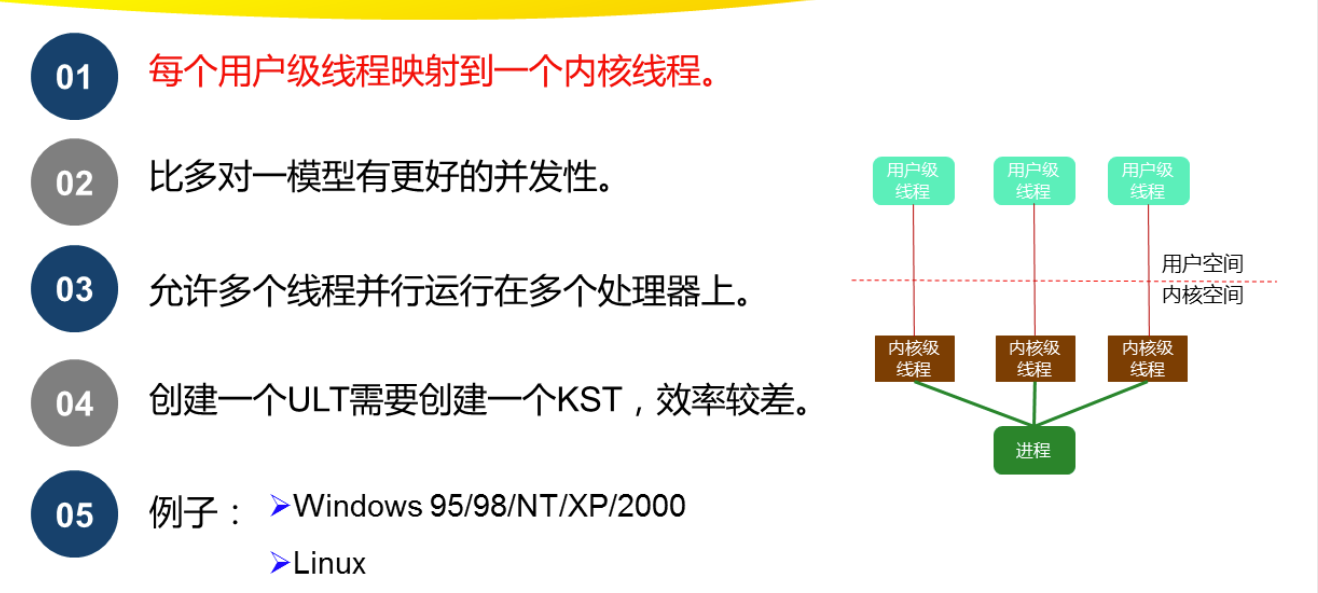 01
每个用户级线程映射到一个内核线程。
02
比多对一模型有更好的并发性。
03
允许多个线程并行运行在多个处理器上。
04
创建一个ULT需要创建一个KST，效率较差。
05
例子：
➢Windows 95/98/NT/XP/2000
➢Linux
用户级
线程
用户级
线程
用户级
线程
用户空间
内核空间
内核级
线程
内核级
线程
内核级
线程
进程